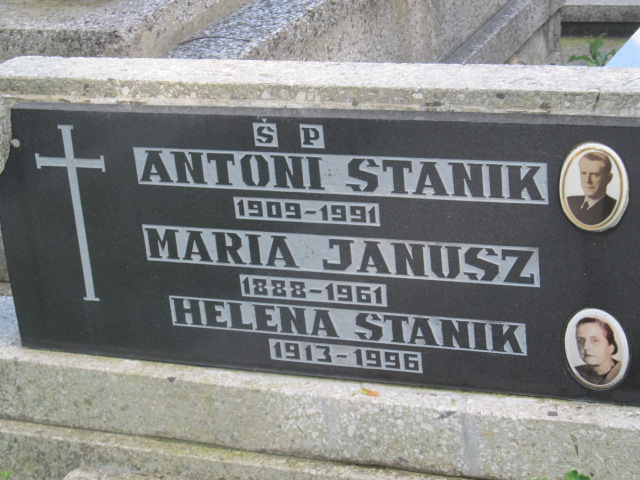 Ś P
ANTONI STANIK
1909-1991
MARIA JANUSZ
1888-1961
HELENA STANIK
1913-1996